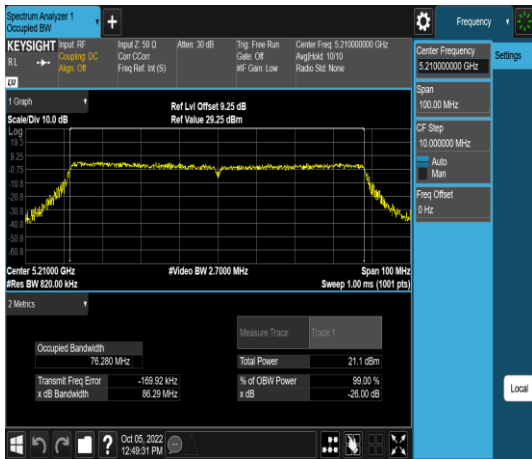 Spectrum Analyzer 1
Occupied BW
+
Frequency
KEYSIGHT
RL
LXI
Input: RF
Coupling: DC
Align: Off
Input Z: 50 Ω
Corr CCorr
Freq Ref: Int (S)
Atten: 30 dB
Trig: Free Run
Gate: Off
#IF Gain: Low
Center Freq: 5.210000000 GHz
Avg|Hold: 10/10
Radio Std: None
Center Frequency
5.210000000 GHz
Settings
Span
100.00 MHz
CF Step
10.000000 MHz
Auto
Man
Freq Offset
0 Hz
1 Graph
Scale/Div 10.0 dB
Ref Lvl Offset 9.25 dB
Ref Value 29.25 dBm
Log
19.3
9.25
-0.75
-10.8
-20.8
-30.8
-40.8
-50.8
-60.8
Center 5.21000 GHz
#Res BW 820.00 kHz
#Video BW 2.7000 MHz
Span 100 MHz
Sweep 1.00 ms (1001 pts)
2 Metrics
Measure Trace
Trace 1
Occupied Bandwidth
76.280 MHz
Total Power
21.1 dBm
Transmit Freq Error
-169.92 kHz
% of OBW Power
99.00 %
x dB Bandwidth
86.29 MHz
x dB
-26.00 dB
Local
?
Oct 05, 2022
12:49:31 PM